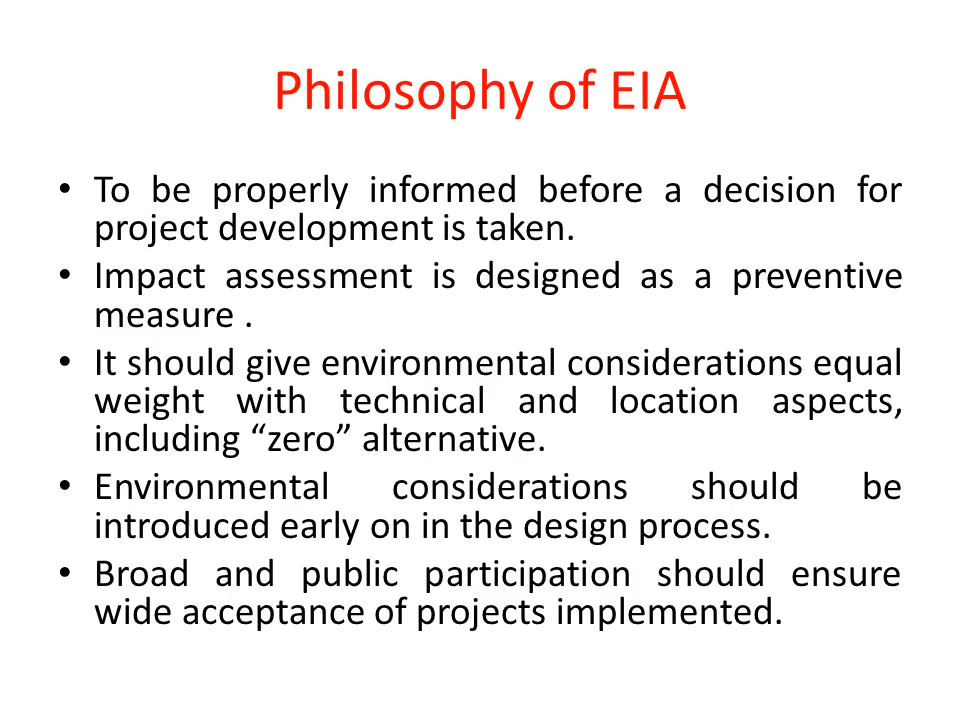 Philosophy of EIA
• To be properly informed before a decision for
project development is taken.
• Impact assessment is designed as a preventive
measure .
• It should give environmental considerations equal
weight with technical and location aspects,
including “zero” alternative.
• Environmental considerations should be
introduced early on in the design process.
• Broad and public participation should ensure
wide acceptance of projects implemented.